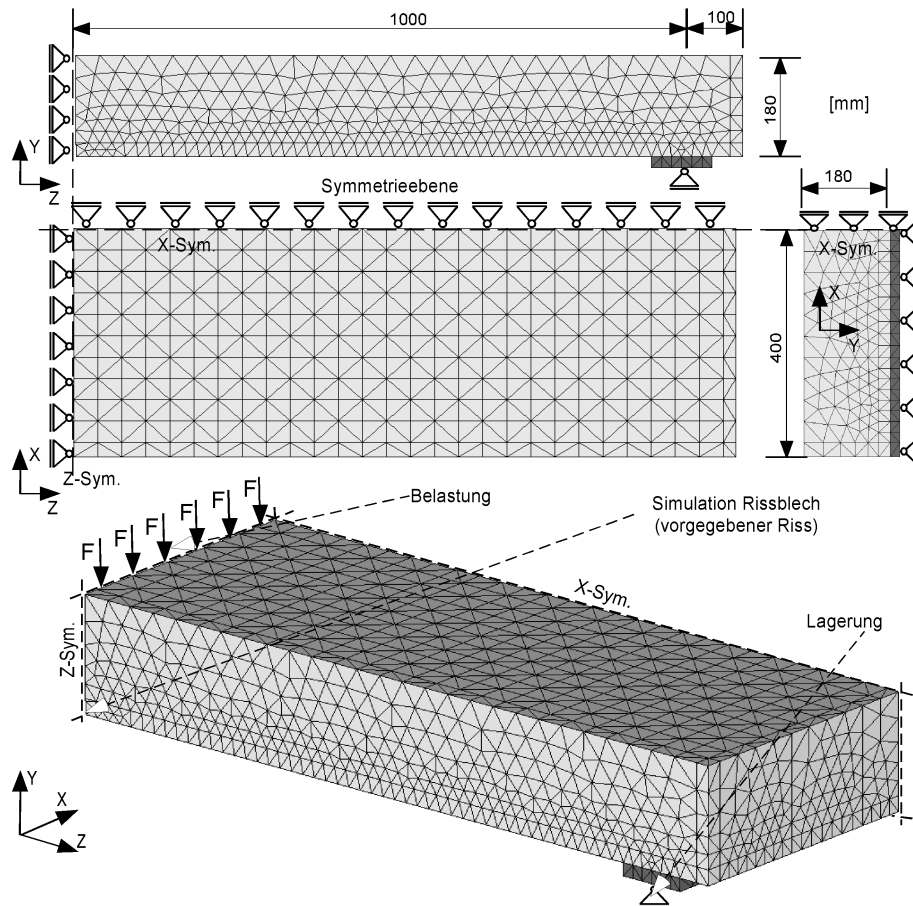 1000
100
180
[mm]
Y
Z
Symmetrieebene
180
X-Sym.
X-Sym.
X
Y
400
X
Z
Z-Sym.
Belastung
Simulation Rissblech
(vorgegebener Riss)
F
F
F
F
F
F
X-Sym.
Lagerung
Z-Sym.
Y
X
Z